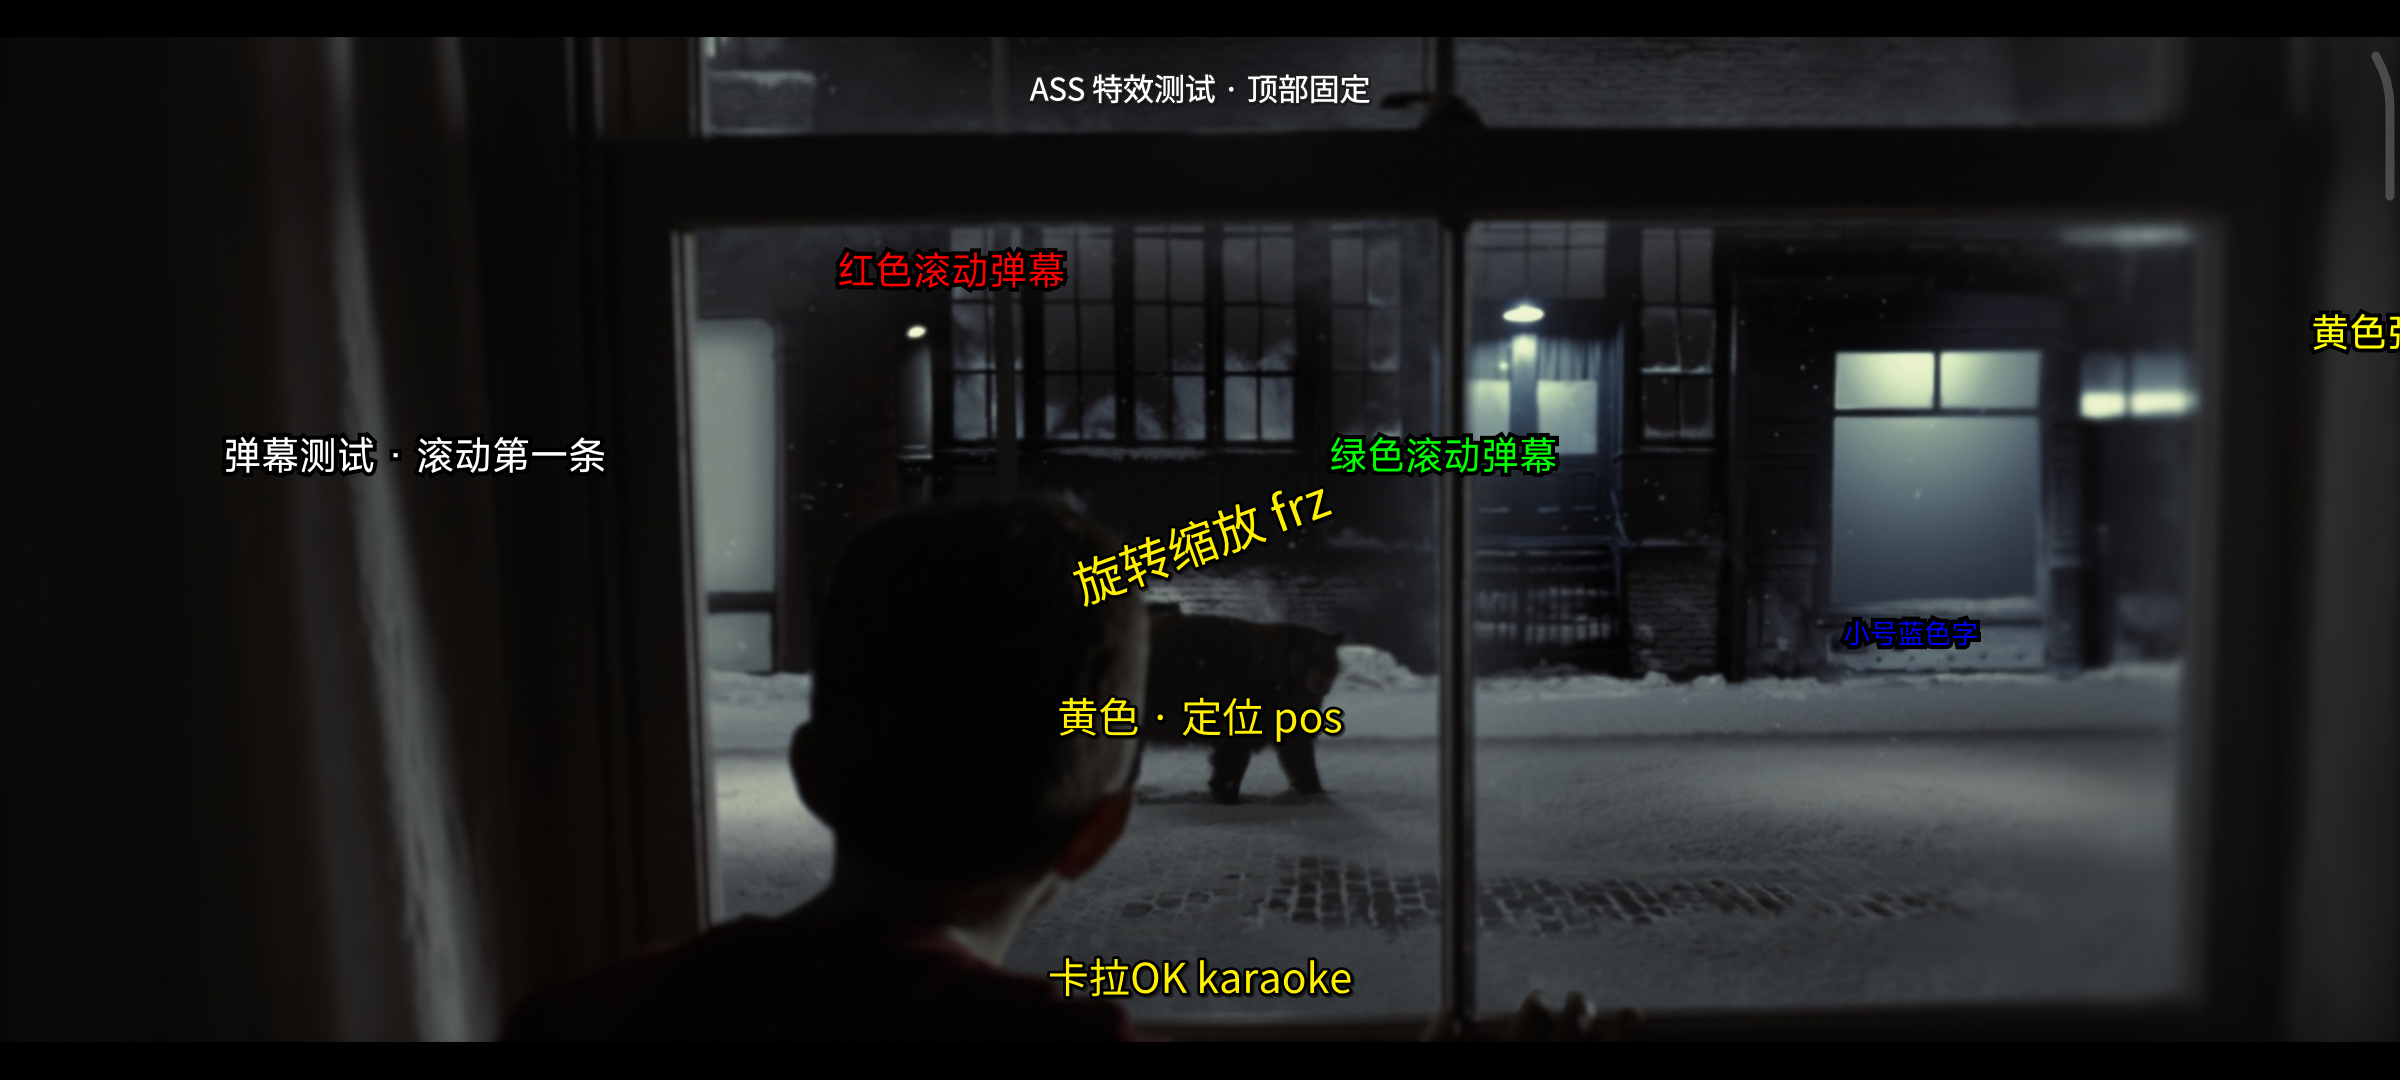 ASS 特效测试 · 顶部固定
红色滚动弹幕
黄色
弹幕测试 · 滚动第一条
绿色滚动弹幕
旋转缩放 frz
小号蓝色字
黄色 · 定位 pos
卡拉OK karaoke